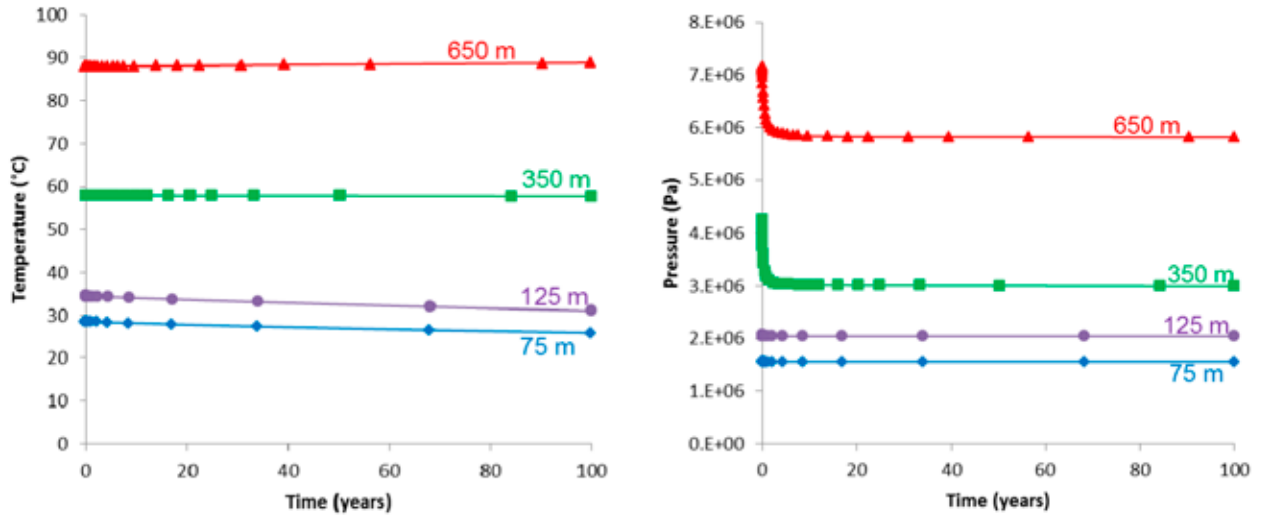 100
90
80
70
60
50
40
30
20
10
0
Temperature (°C)
650 m
350 m
125 m
75 m
0 20 40 60 80 100
Time (years)
8.E+06
7.E+06
6.E+06
5.E+06
4.E+06
3.E+06
2.E+06
1.E+06
0.E+00
Pressure (Pa)
650 m
350 m
125 m
75 m
0 20 40 60 80 100
Time (years)